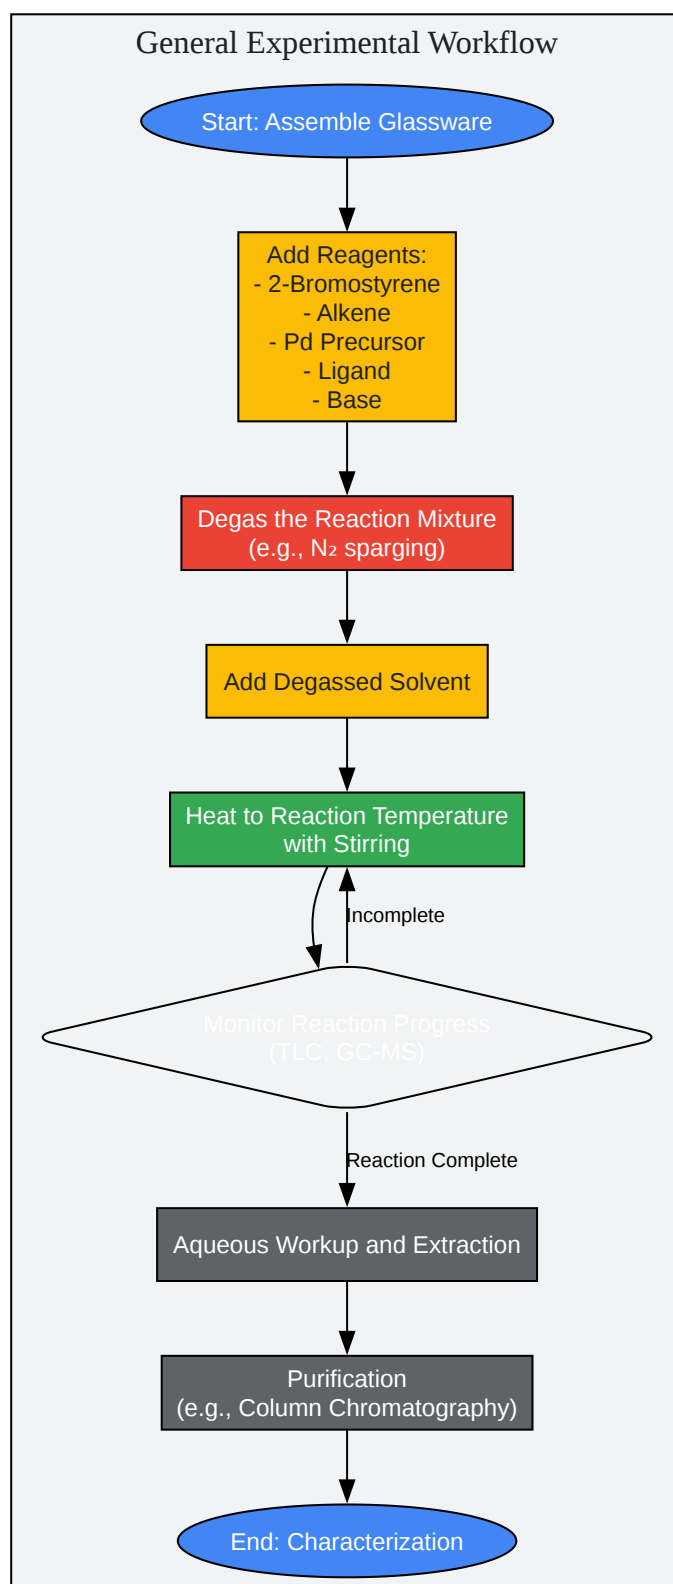 General Experimental Workflow
Start: Assemble Glassware
Add Reagents:
- 2-Bromostyrene
- Alkene
- Pd Precursor
- Ligand
- Base
Degas the Reaction Mixture
(e.g., N₂ sparging)
Add Degassed Solvent
Heat to Reaction Temperature
with Stirring
Incomplete
Monitor Reaction Progress
(TLC, GC-MS)
Reaction Complete
Aqueous Workup and Extraction
Purification
(e.g., Column Chromatography)
End: Characterization